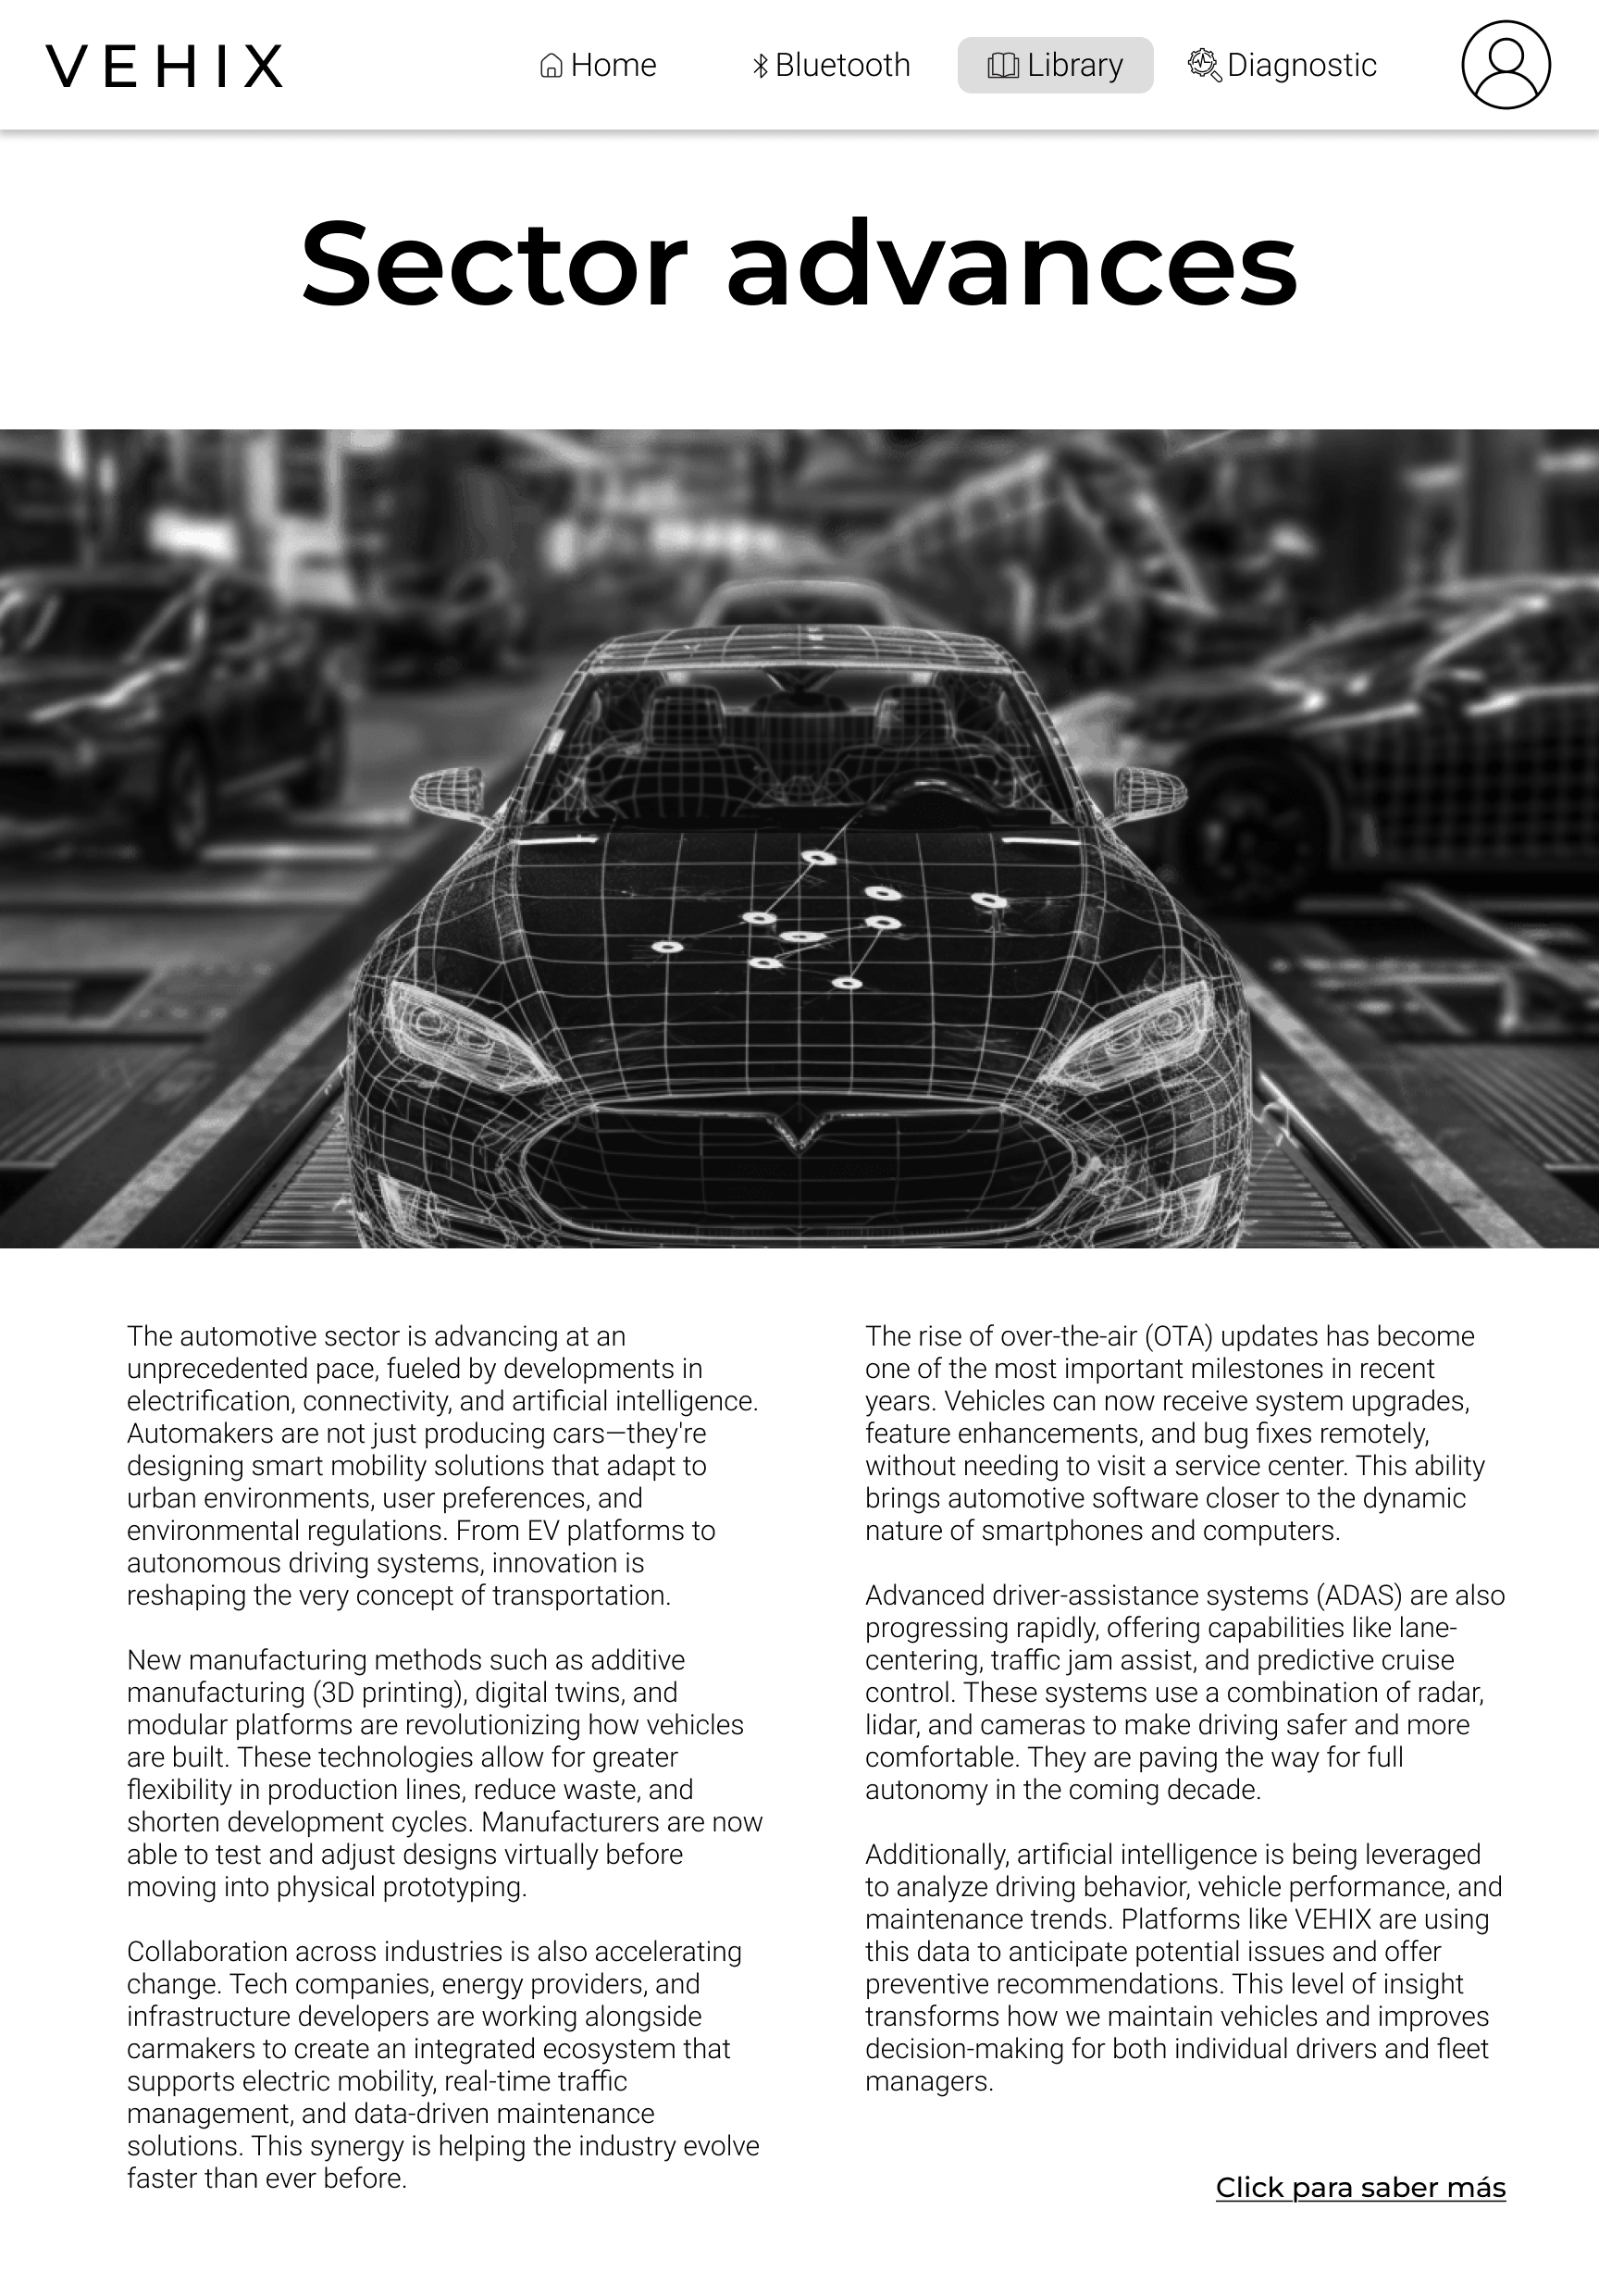 VEHIX
Home
Bluetooth
Library
Diagnostic
Sector advances
The automotive sector is advancing at an
unprecedented pace, fueled by developments in
electrification, connectivity, and artificial intelligence.
Automakers are not just producing cars—they're
designing smart mobility solutions that adapt to
urban environments, user preferences, and
environmental regulations. From EV platforms to
autonomous driving systems, innovation is
reshaping the very concept of transportation.
New manufacturing methods such as additive
manufacturing (3D printing), digital twins, and
modular platforms are revolutionizing how vehicles
are built. These technologies allow for greater
flexibility in production lines, reduce waste, and
shorten development cycles. Manufacturers are now
able to test and adjust designs virtually before
moving into physical prototyping.
Collaboration across industries is also accelerating
change. Tech companies, energy providers, and
infrastructure developers are working alongside
carmakers to create an integrated ecosystem that
supports electric mobility, real-time traffic
management, and data-driven maintenance
solutions. This synergy is helping the industry evolve
faster than ever before.
The rise of over-the-air (OTA) updates has become
one of the most important milestones in recent
years. Vehicles can now receive system upgrades,
feature enhancements, and bug fixes remotely,
without needing to visit a service center. This ability
brings automotive software closer to the dynamic
nature of smartphones and computers.
Advanced driver-assistance systems (ADAS) are also
progressing rapidly, offering capabilities like lane-
centering, traffic jam assist, and predictive cruise
control. These systems use a combination of radar,
lidar, and cameras to make driving safer and more
comfortable. They are paving the way for full
autonomy in the coming decade.
Additionally, artificial intelligence is being leveraged
to analyze driving behavior, vehicle performance, and
maintenance trends. Platforms like VEHIX are using
this data to anticipate potential issues and offer
preventive recommendations. This level of insight
transforms how we maintain vehicles and improves
decision-making for both individual drivers and fleet
managers.
Click para saber más